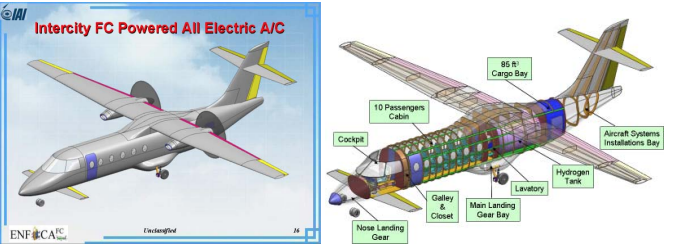 IAI
Intercity FC Powered All Electric A/C
ENFICA FC
Unclassified
16
85 ft³
Cargo Bay
10 Passengers
Cabin
Cockpit
Aircraft Systems
Installations Bay
Hydrogen
Tank
Lavatory
Main Landing
Gear Bay
Galley
&
Closet
Nose Landing
Gear